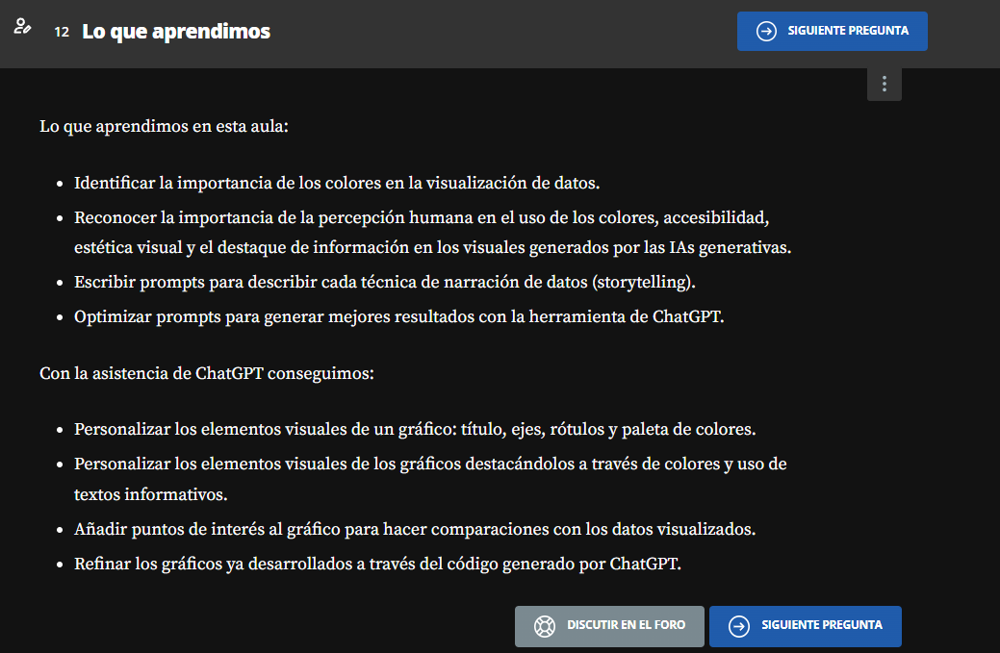 12 Lo que aprendimos
SIGUIENTE PREGUNTA
Lo que aprendimos en esta aula:
• Identificar la importancia de los colores en la visualización de datos.
• Reconocer la importancia de la percepción humana en el uso de los colores, accesibilidad,
estética visual y el destaque de información en los visuales generados por las IAs generativas.
• Escribir prompts para describir cada técnica de narración de datos (storytelling).
• Optimizar prompts para generar mejores resultados con la herramienta de ChatGPT.
Con la asistencia de ChatGPT conseguimos:
• Personalizar los elementos visuales de un gráfico: título, ejes, rótulos y paleta de colores.
• Personalizar los elementos visuales de los gráficos destacándolos a través de colores y uso de
textos informativos.
• Añadir puntos de interés al gráfico para hacer comparaciones con los datos visualizados.
• Refinar los gráficos ya desarrollados a través del código generado por ChatGPT.
DISCUTIR EN EL FORO
SIGUIENTE PREGUNTA